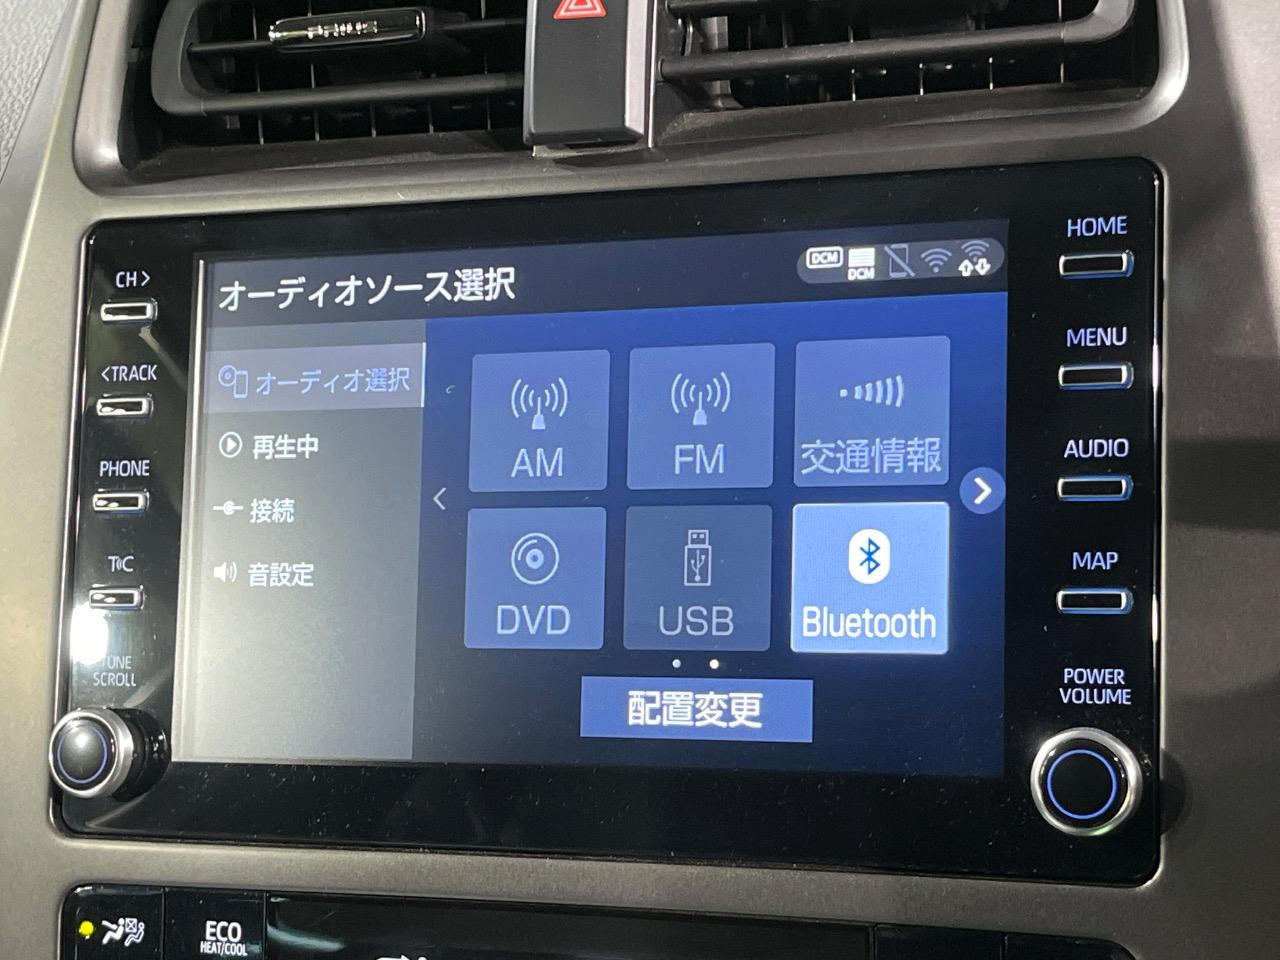 CH >
<TRACK
PHONE
T C
TUNE
SCROLL
オーディオソース選択
DCM
DCM
オーディオ選択
再生中
接続
音設定
AM
FM
交通情報
DVD
USB
Bluetooth
配置変更
HOME
MENU
AUDIO
MAP
POWER
VOLUME
ECO
HEAT/COOL